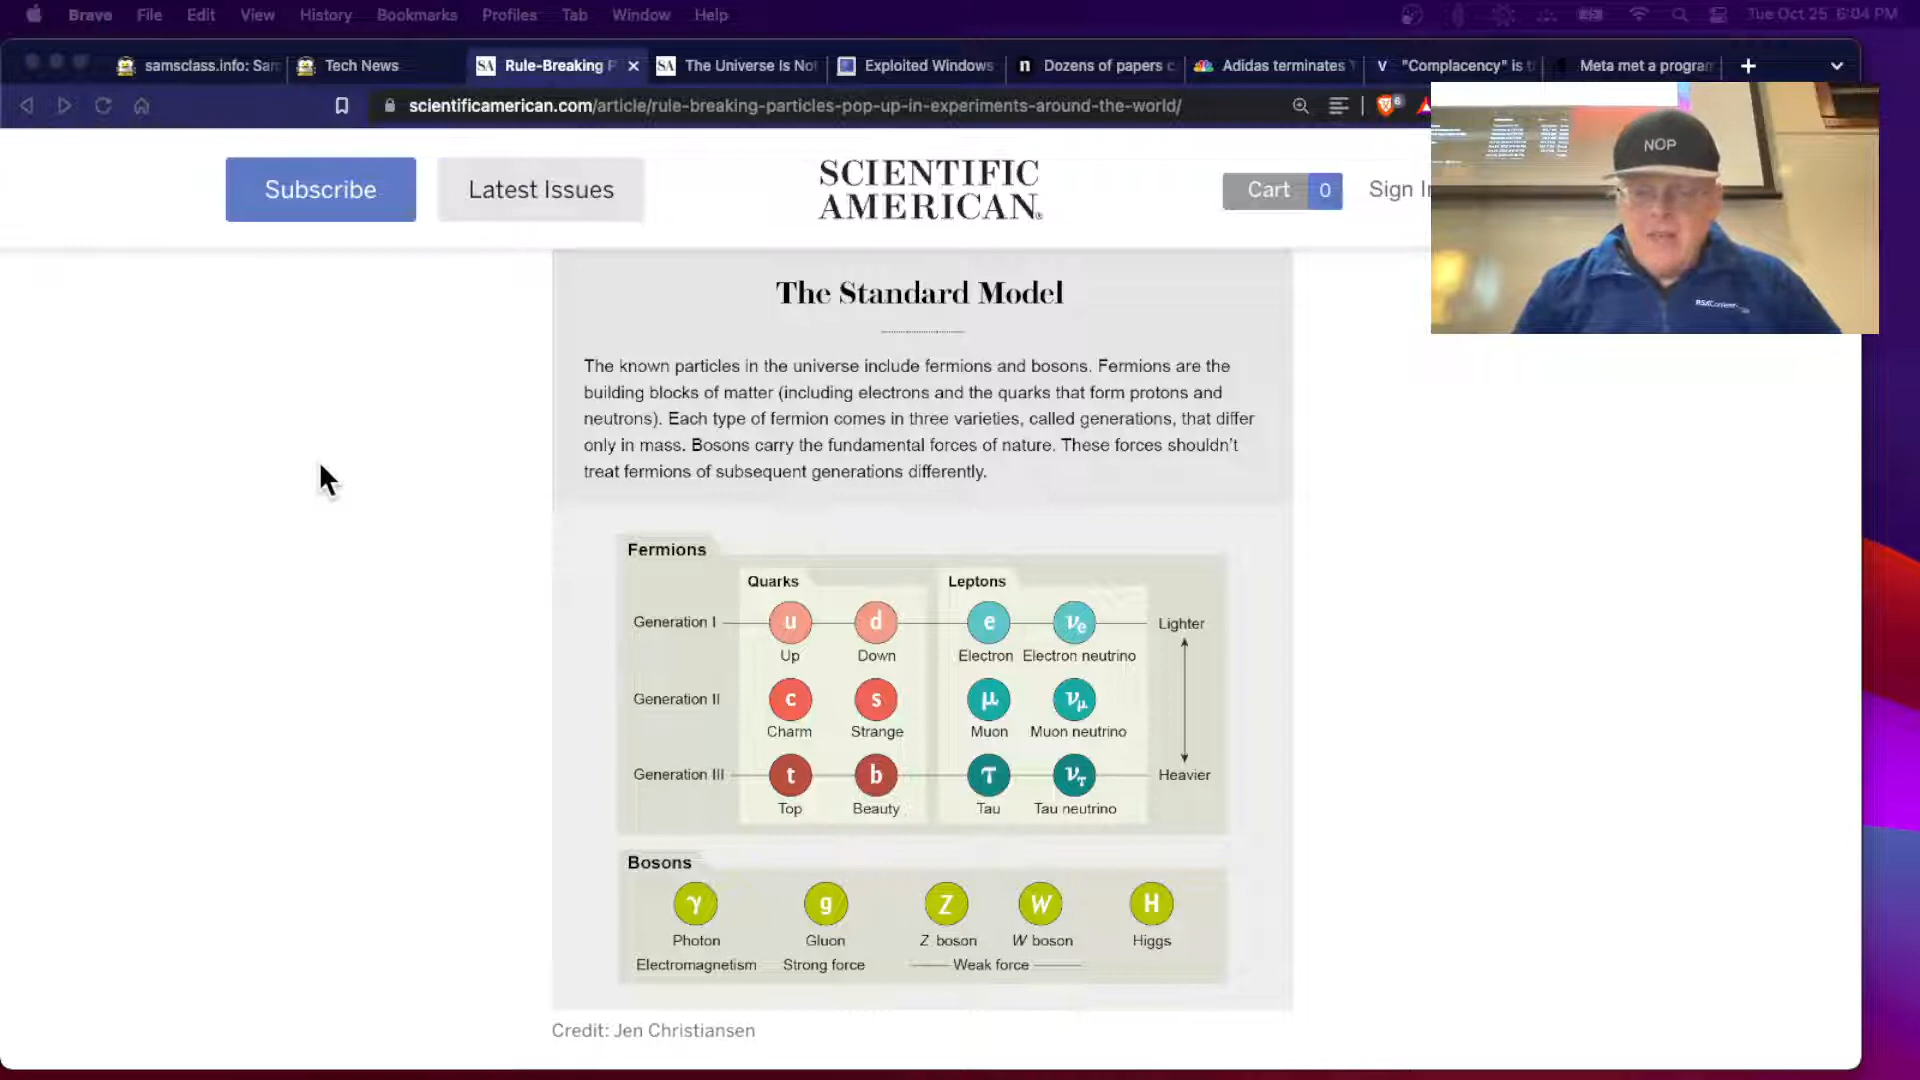 Brave File Edit View History Bookmarks Profiles Tab Window Help Tue Oct 25 6:04 PM
samsclass.info: Sam Tech News SA Rule-Breaking P SA The Universe Is Not Exploited Windows n Dozens of papers c Adidas terminates V "Complacency" is t Meta met a program
scientificamerican.com/article/rule-breaking-particles-pop-up-in-experiments-around-the-world/ 6
Subscribe Latest Issues SCIENTIFIC AMERICAN® Cart 0 Sign In
NOP
The Standard Model
The known particles in the universe include fermions and bosons. Fermions are the
building blocks of matter (including electrons and the quarks that form protons and
neutrons). Each type of fermion comes in three varieties, called generations, that differ
only in mass. Bosons carry the fundamental forces of nature. These forces shouldn't
treat fermions of subsequent generations differently.
Fermions
Quarks Leptons
Generation I u d e νe Lighter
Up Down Electron Electron neutrino
Generation II c s μ νμ
Charm Strange Muon Muon neutrino
Generation III t b τ ντ Heavier
Top Beauty Tau Tau neutrino
Bosons
γ g Z W H
Photon Gluon Z boson W boson Higgs
Electromagnetism Strong force Weak force
Credit: Jen Christiansen